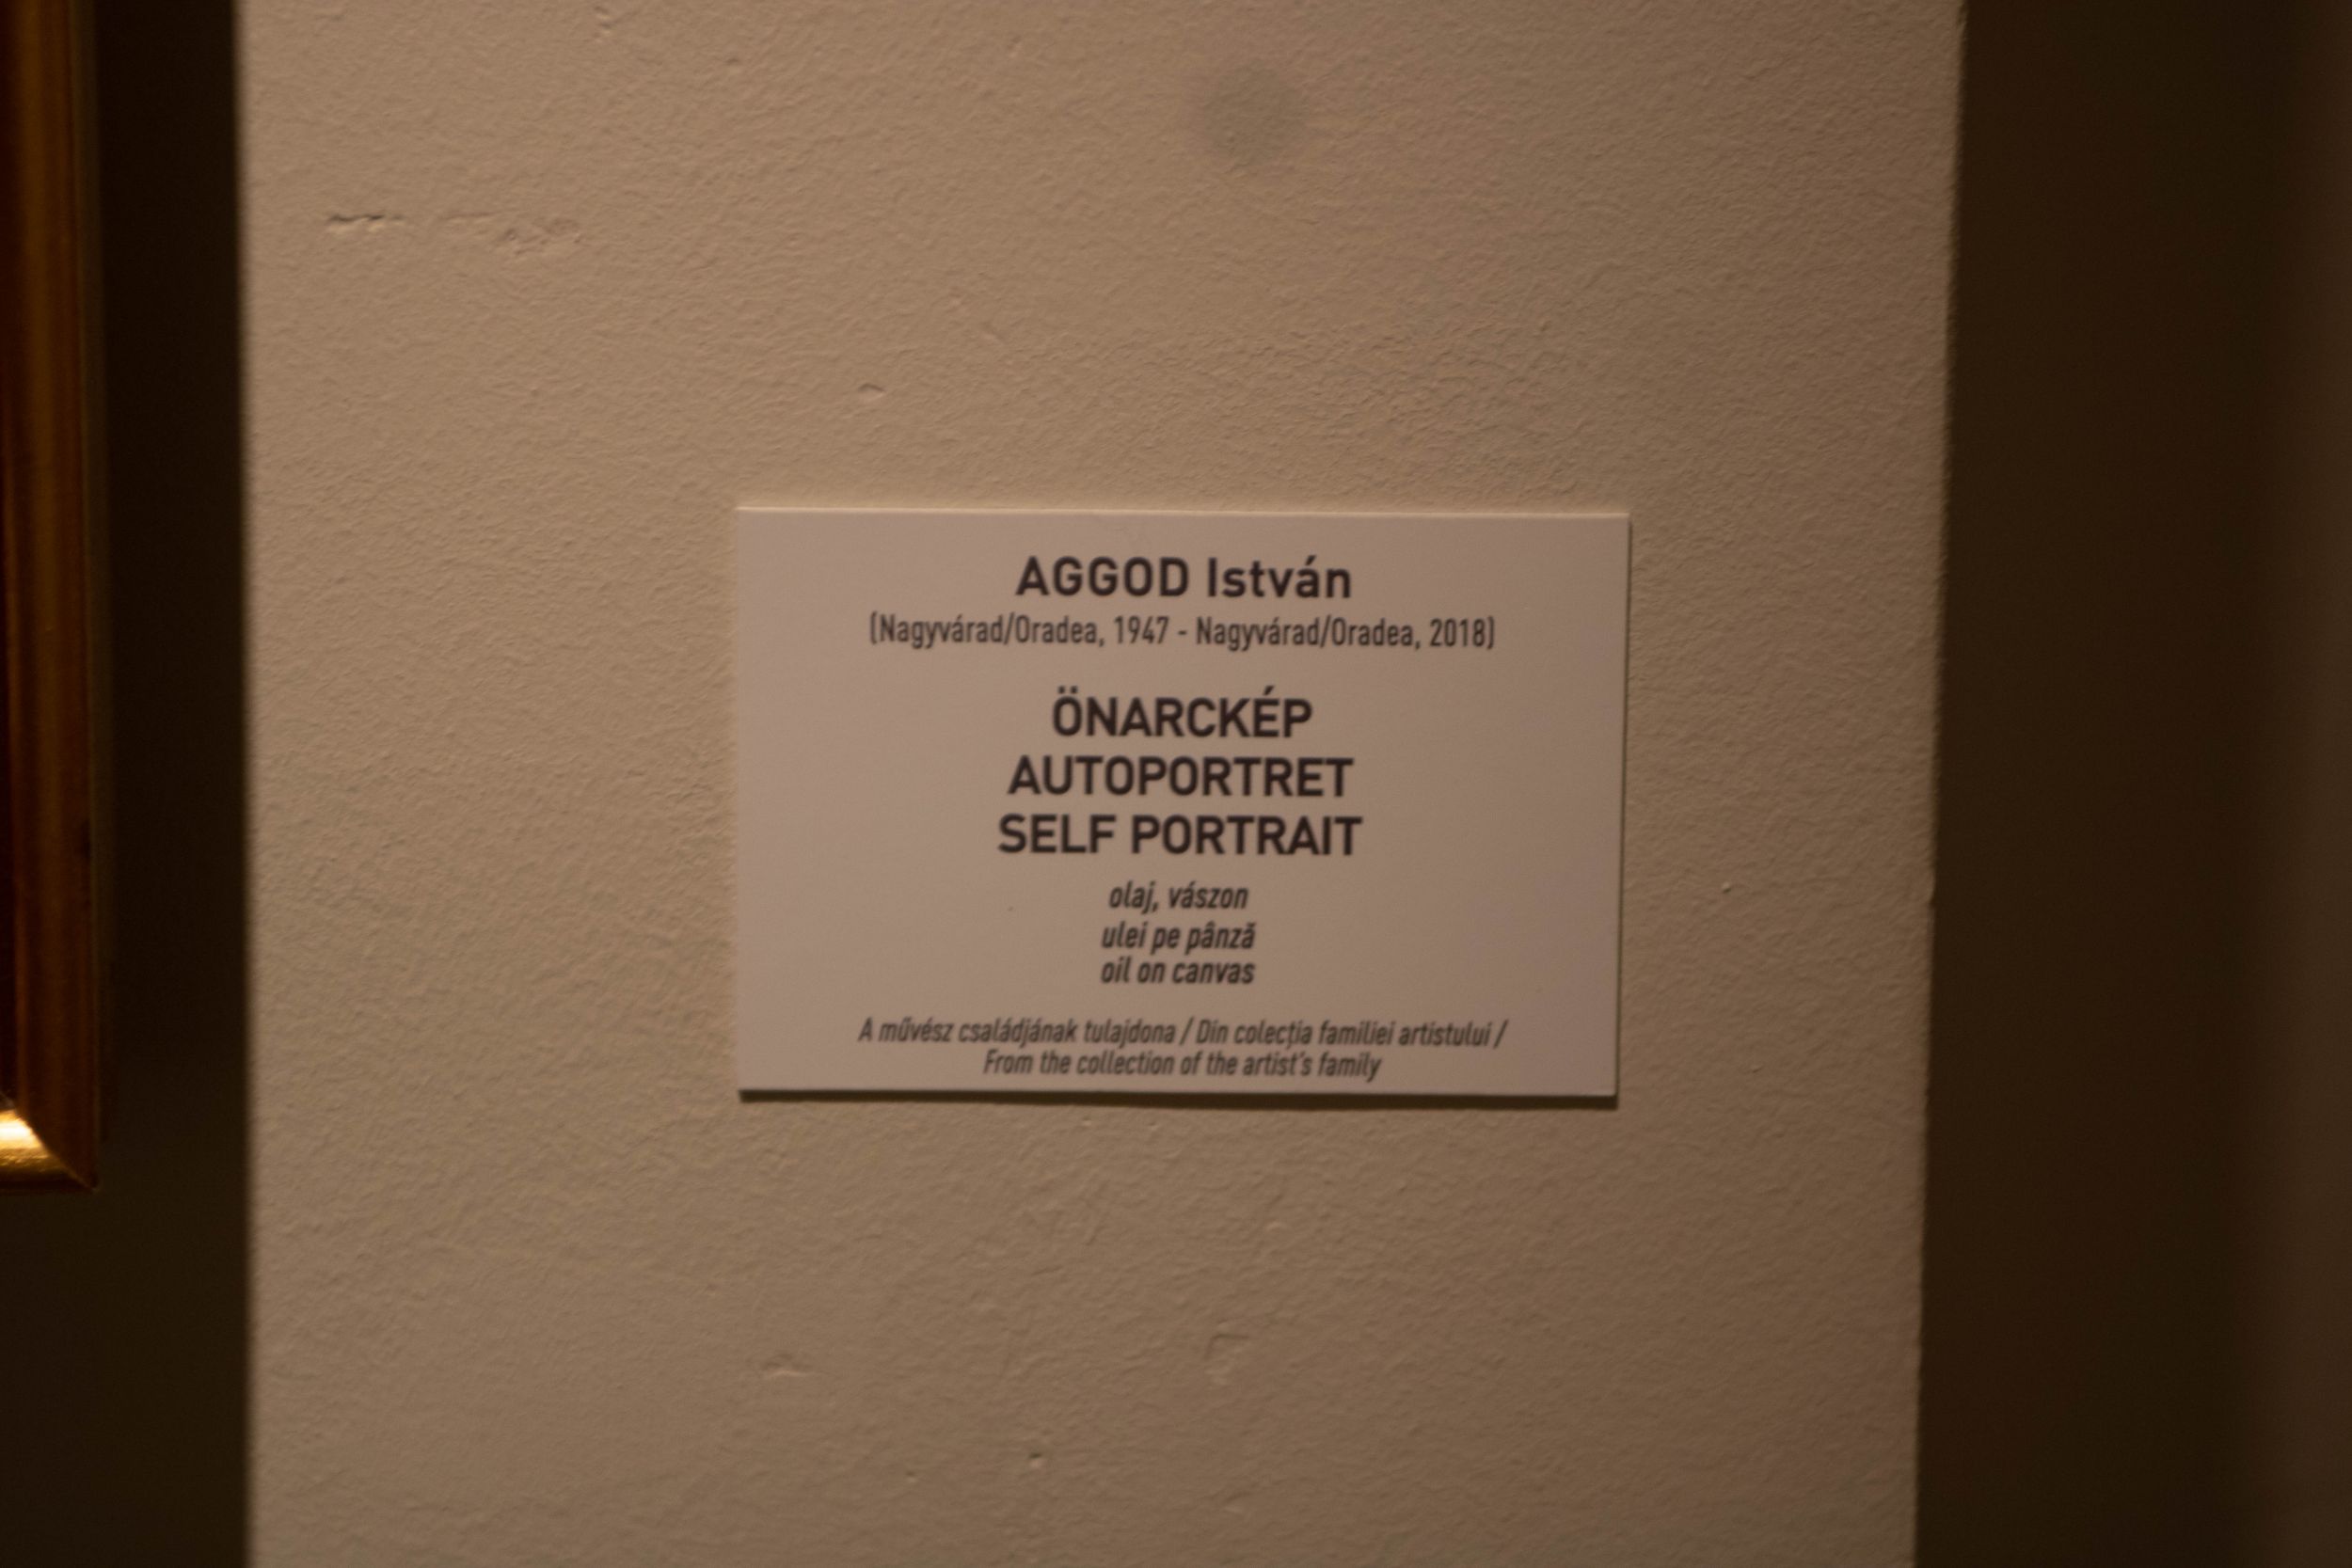 AGGOD István
(Nagyvárad/Oradea, 1947 - Nagyvárad/Oradea, 2018)
ÖNARCKÉP
AUTOPORTRET
SELF PORTRAIT
olaj, vászon
ulei pe pânză
oil on canvas
A művész családjának tulajdona / Din colecția familiei artistului /
From the collection of the artist's family